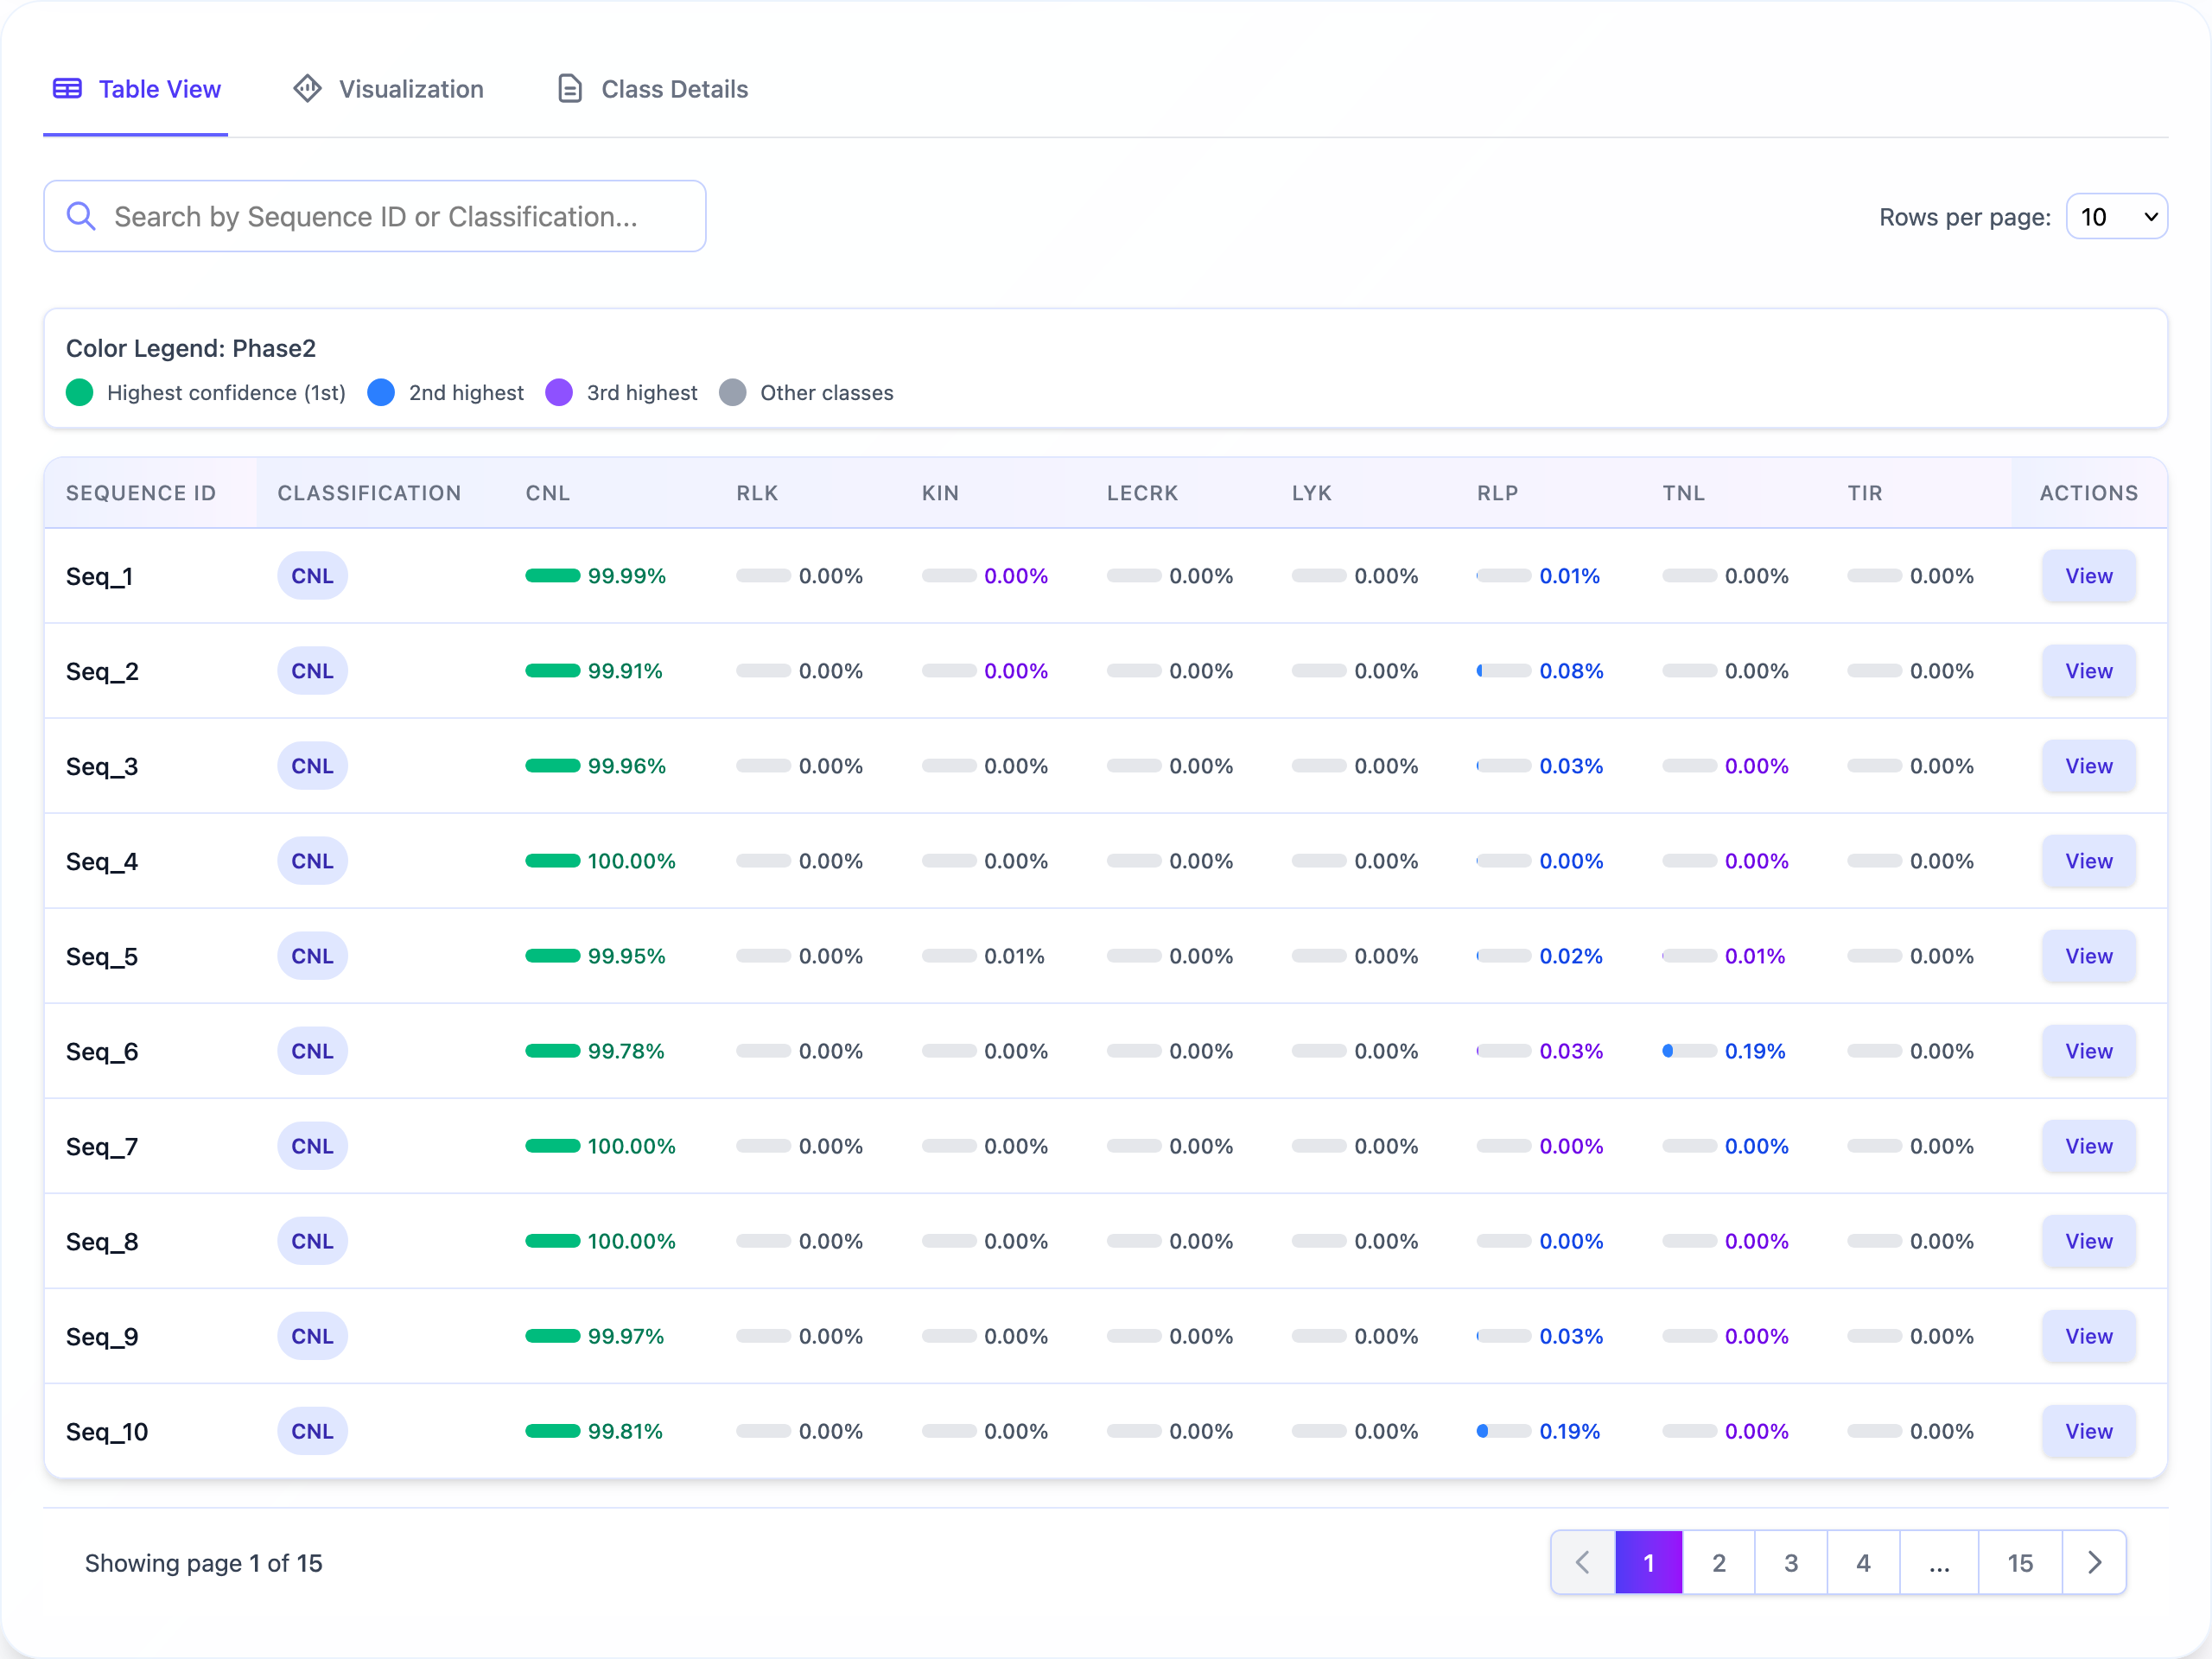 Table View Visualization Class Details
Search by Sequence ID or Classification... Rows per page: 10
Color Legend: Phase2
Highest confidence (1st) 2nd highest 3rd highest Other classes
SEQUENCE ID CLASSIFICATION CNL RLK KIN LECRK LYK RLP TNL TIR ACTIONS
Seq_1 CNL 99.99% 0.00% 0.00% 0.00% 0.00% 0.01% 0.00% 0.00% View
Seq_2 CNL 99.91% 0.00% 0.00% 0.00% 0.00% 0.08% 0.00% 0.00% View
Seq_3 CNL 99.96% 0.00% 0.00% 0.00% 0.00% 0.03% 0.00% 0.00% View
Seq_4 CNL 100.00% 0.00% 0.00% 0.00% 0.00% 0.00% 0.00% 0.00% View
Seq_5 CNL 99.95% 0.00% 0.01% 0.00% 0.00% 0.02% 0.01% 0.00% View
Seq_6 CNL 99.78% 0.00% 0.00% 0.00% 0.00% 0.03% 0.19% 0.00% View
Seq_7 CNL 100.00% 0.00% 0.00% 0.00% 0.00% 0.00% 0.00% 0.00% View
Seq_8 CNL 100.00% 0.00% 0.00% 0.00% 0.00% 0.00% 0.00% 0.00% View
Seq_9 CNL 99.97% 0.00% 0.00% 0.00% 0.00% 0.03% 0.00% 0.00% View
Seq_10 CNL 99.81% 0.00% 0.00% 0.00% 0.00% 0.19% 0.00% 0.00% View
Showing page 1 of 15 1 2 3 4 ... 15